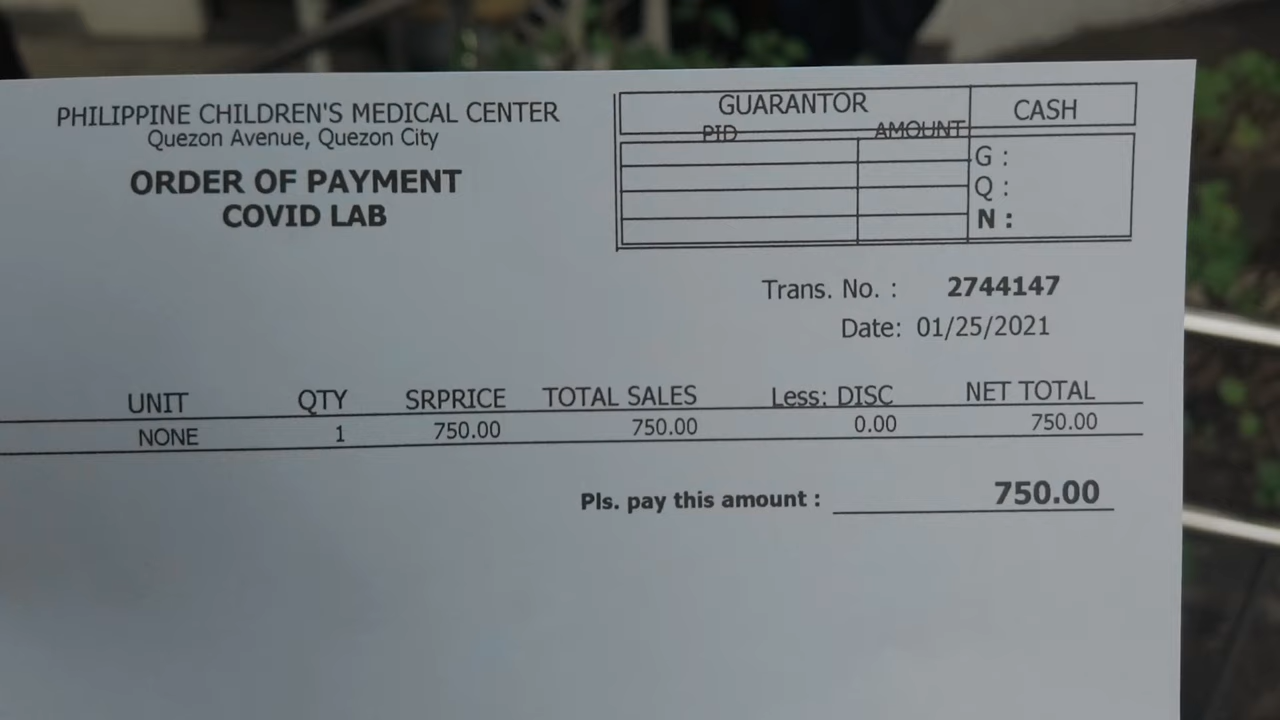 PHILIPPINE CHILDREN'S MEDICAL CENTER
Quezon Avenue, Quezon City
ORDER OF PAYMENT
COVID LAB
GUARANTOR CASH
PID AMOUNT
G :
Q :
N :
Trans. No. : 2744147
Date: 01/25/2021
UNIT QTY SRPRICE TOTAL SALES Less: DISC NET TOTAL
NONE 1 750.00 750.00 0.00 750.00
Pls. pay this amount : 750.00